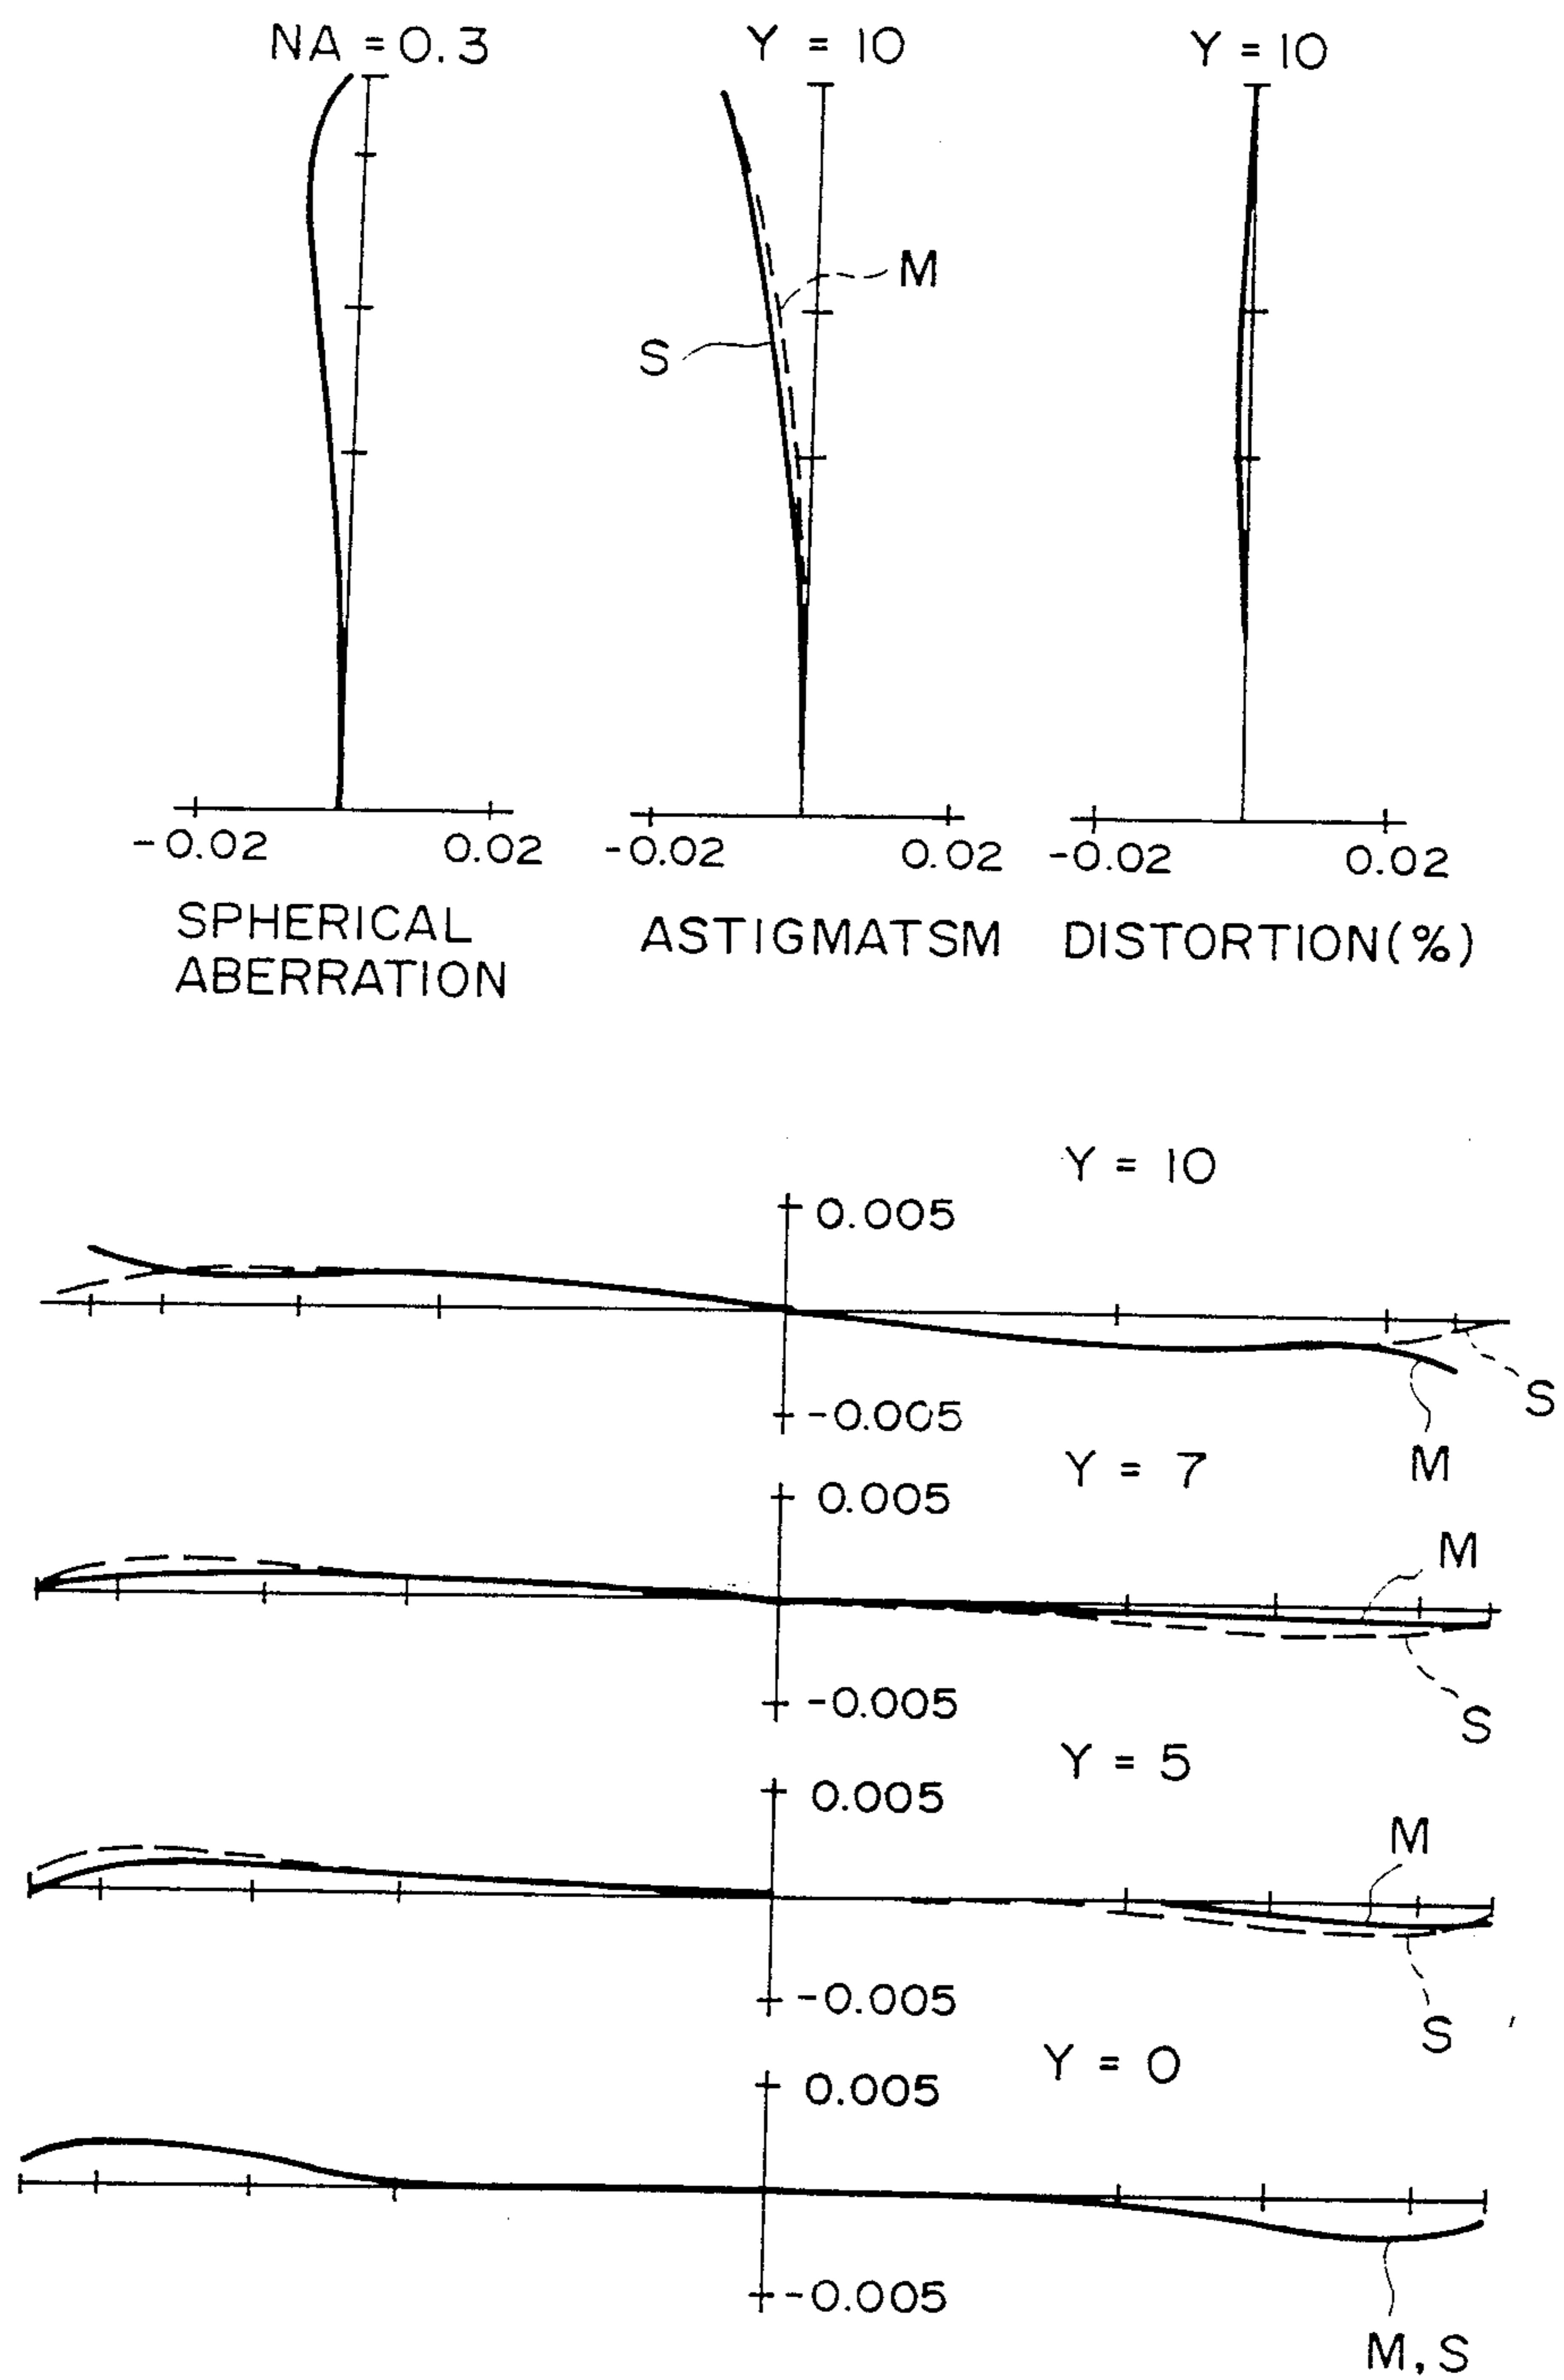 NA = 0.3
Y = 10
Y = 10
M
S
-0.02 0.02
-0.02 0.02
-0.02 0.02
SPHERICAL
ABERRATION
ASTIGMATSM
DISTORTION(%)
Y = 10
0.005
-0.005
S
M
Y = 7
0.005
M
-0.005
S
Y = 5
0.005
M
-0.005
S
Y = 0
0.005
-0.005
M, S